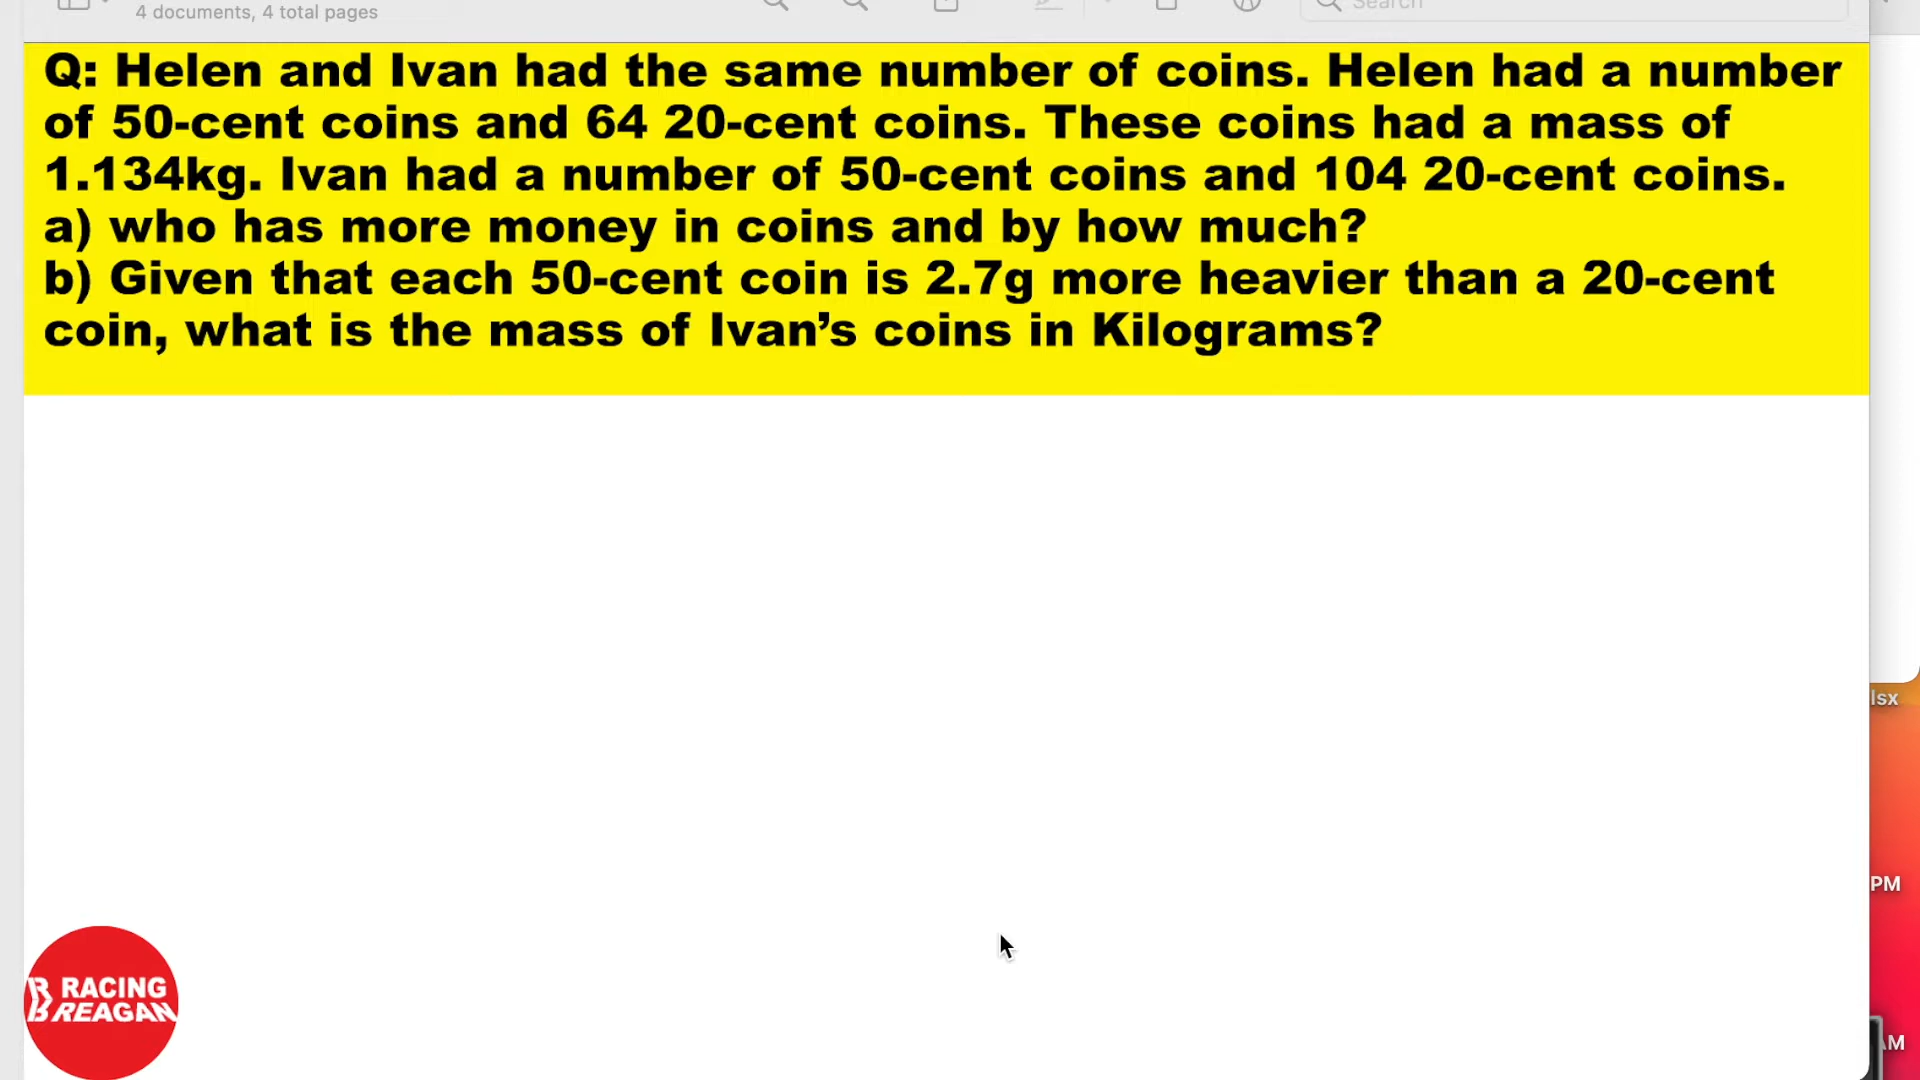 4 documents, 4 total pages
Search
Q: Helen and Ivan had the same number of coins. Helen had a number
of 50-cent coins and 64 20-cent coins. These coins had a mass of
1.134kg. Ivan had a number of 50-cent coins and 104 20-cent coins.
a) who has more money in coins and by how much?
b) Given that each 50-cent coin is 2.7g more heavier than a 20-cent
coin, what is the mass of Ivan’s coins in Kilograms?
lsx
PM
AM
RACING
REAGAN